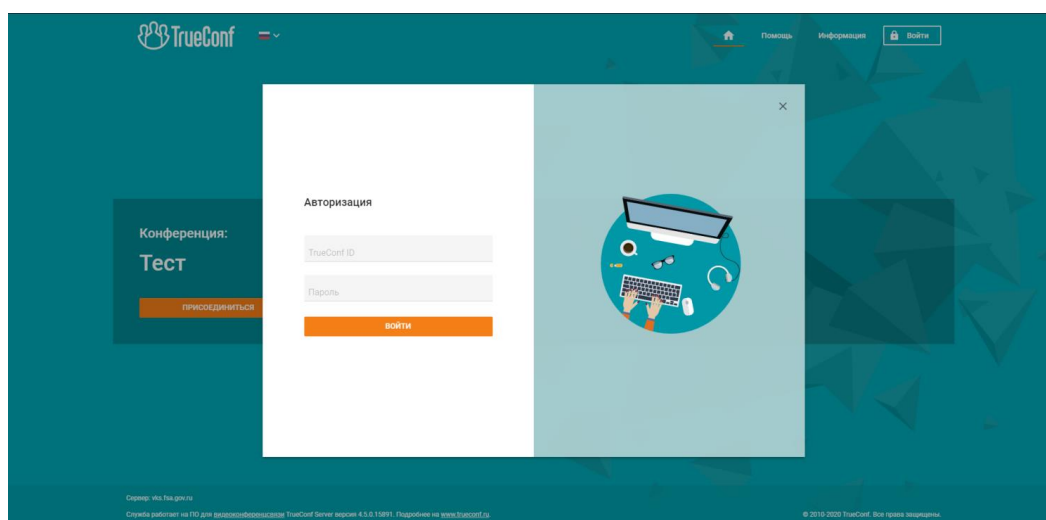 TrueConf
Помощь
Информация
Войти
Авторизация
Конференция:
Тест
TrueConf ID
Пароль
ПРИСОЕДИНИТЬСЯ
ВОЙТИ
Сервер: vks.fsa.gov.ru
Служба работает на ПО для видеоконференцсвязи TrueConf Server версии 4.5.0.15891. Подробнее на www.trueconf.ru.
© 2010-2020 TrueConf. Все права защищены.